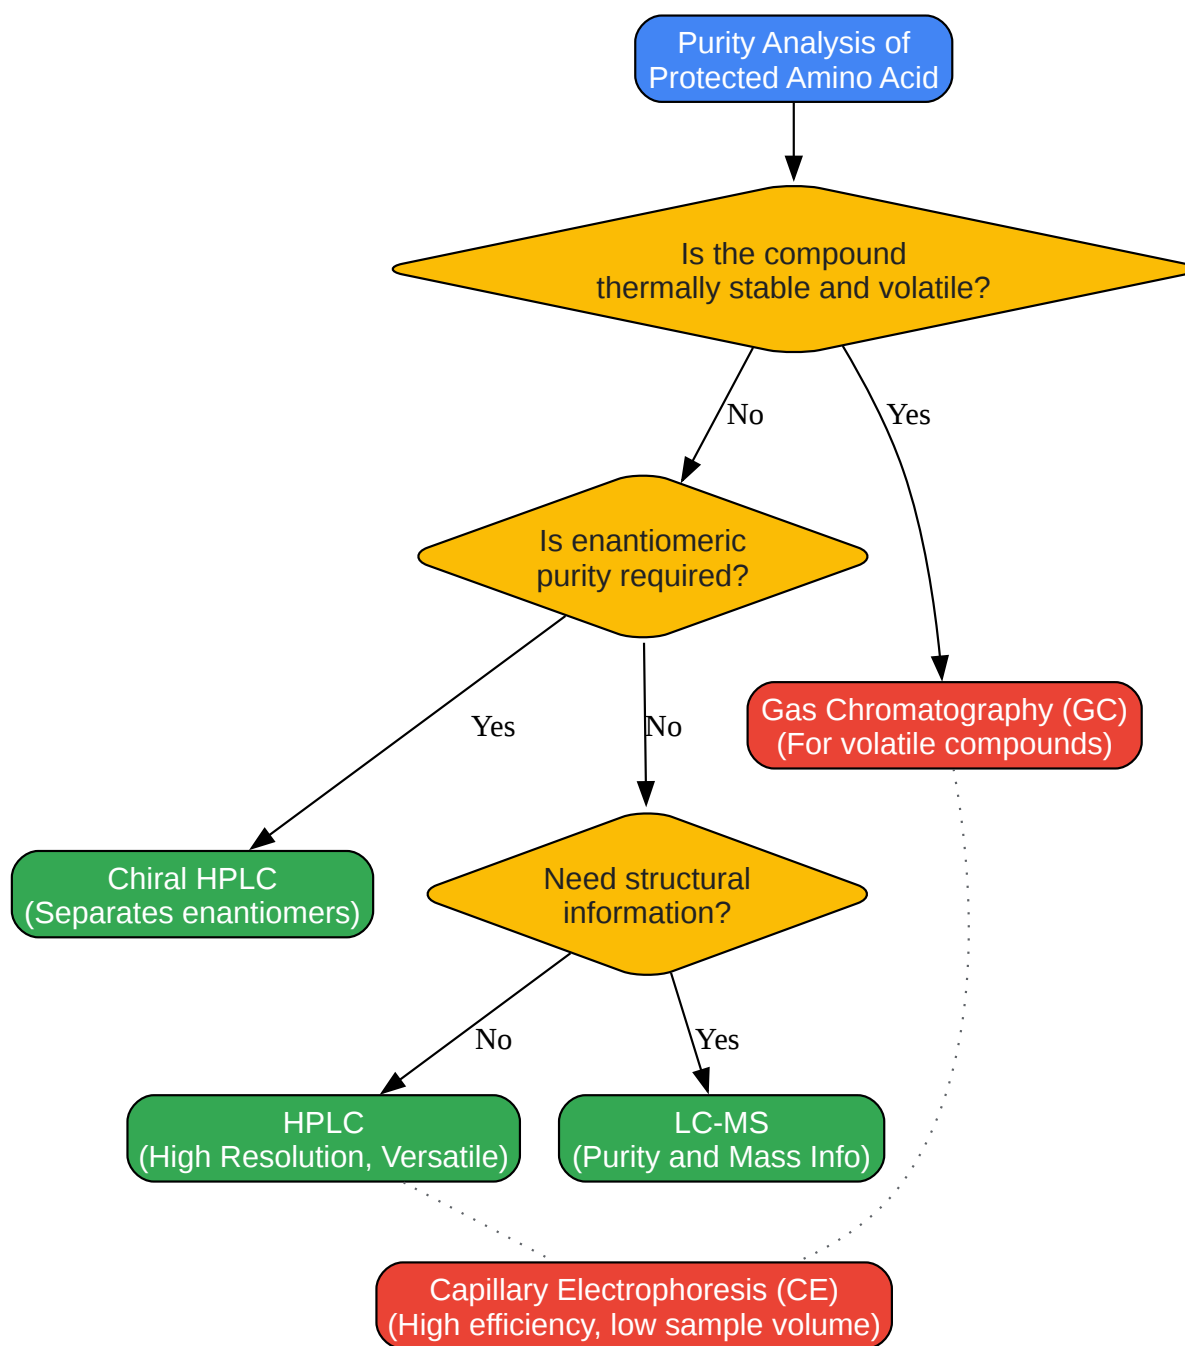 Purity Analysis of
Protected Amino Acid
Is the compound
thermally stable and volatile?
No
Yes
Is enantiomeric
purity required?
Yes
No
Gas Chromatography (GC)
(For volatile compounds)
Chiral HPLC
(Separates enantiomers)
Need structural
information?
No
Yes
HPLC
(High Resolution, Versatile)
LC-MS
(Purity and Mass Info)
Capillary Electrophoresis (CE)
(High efficiency, low sample volume)